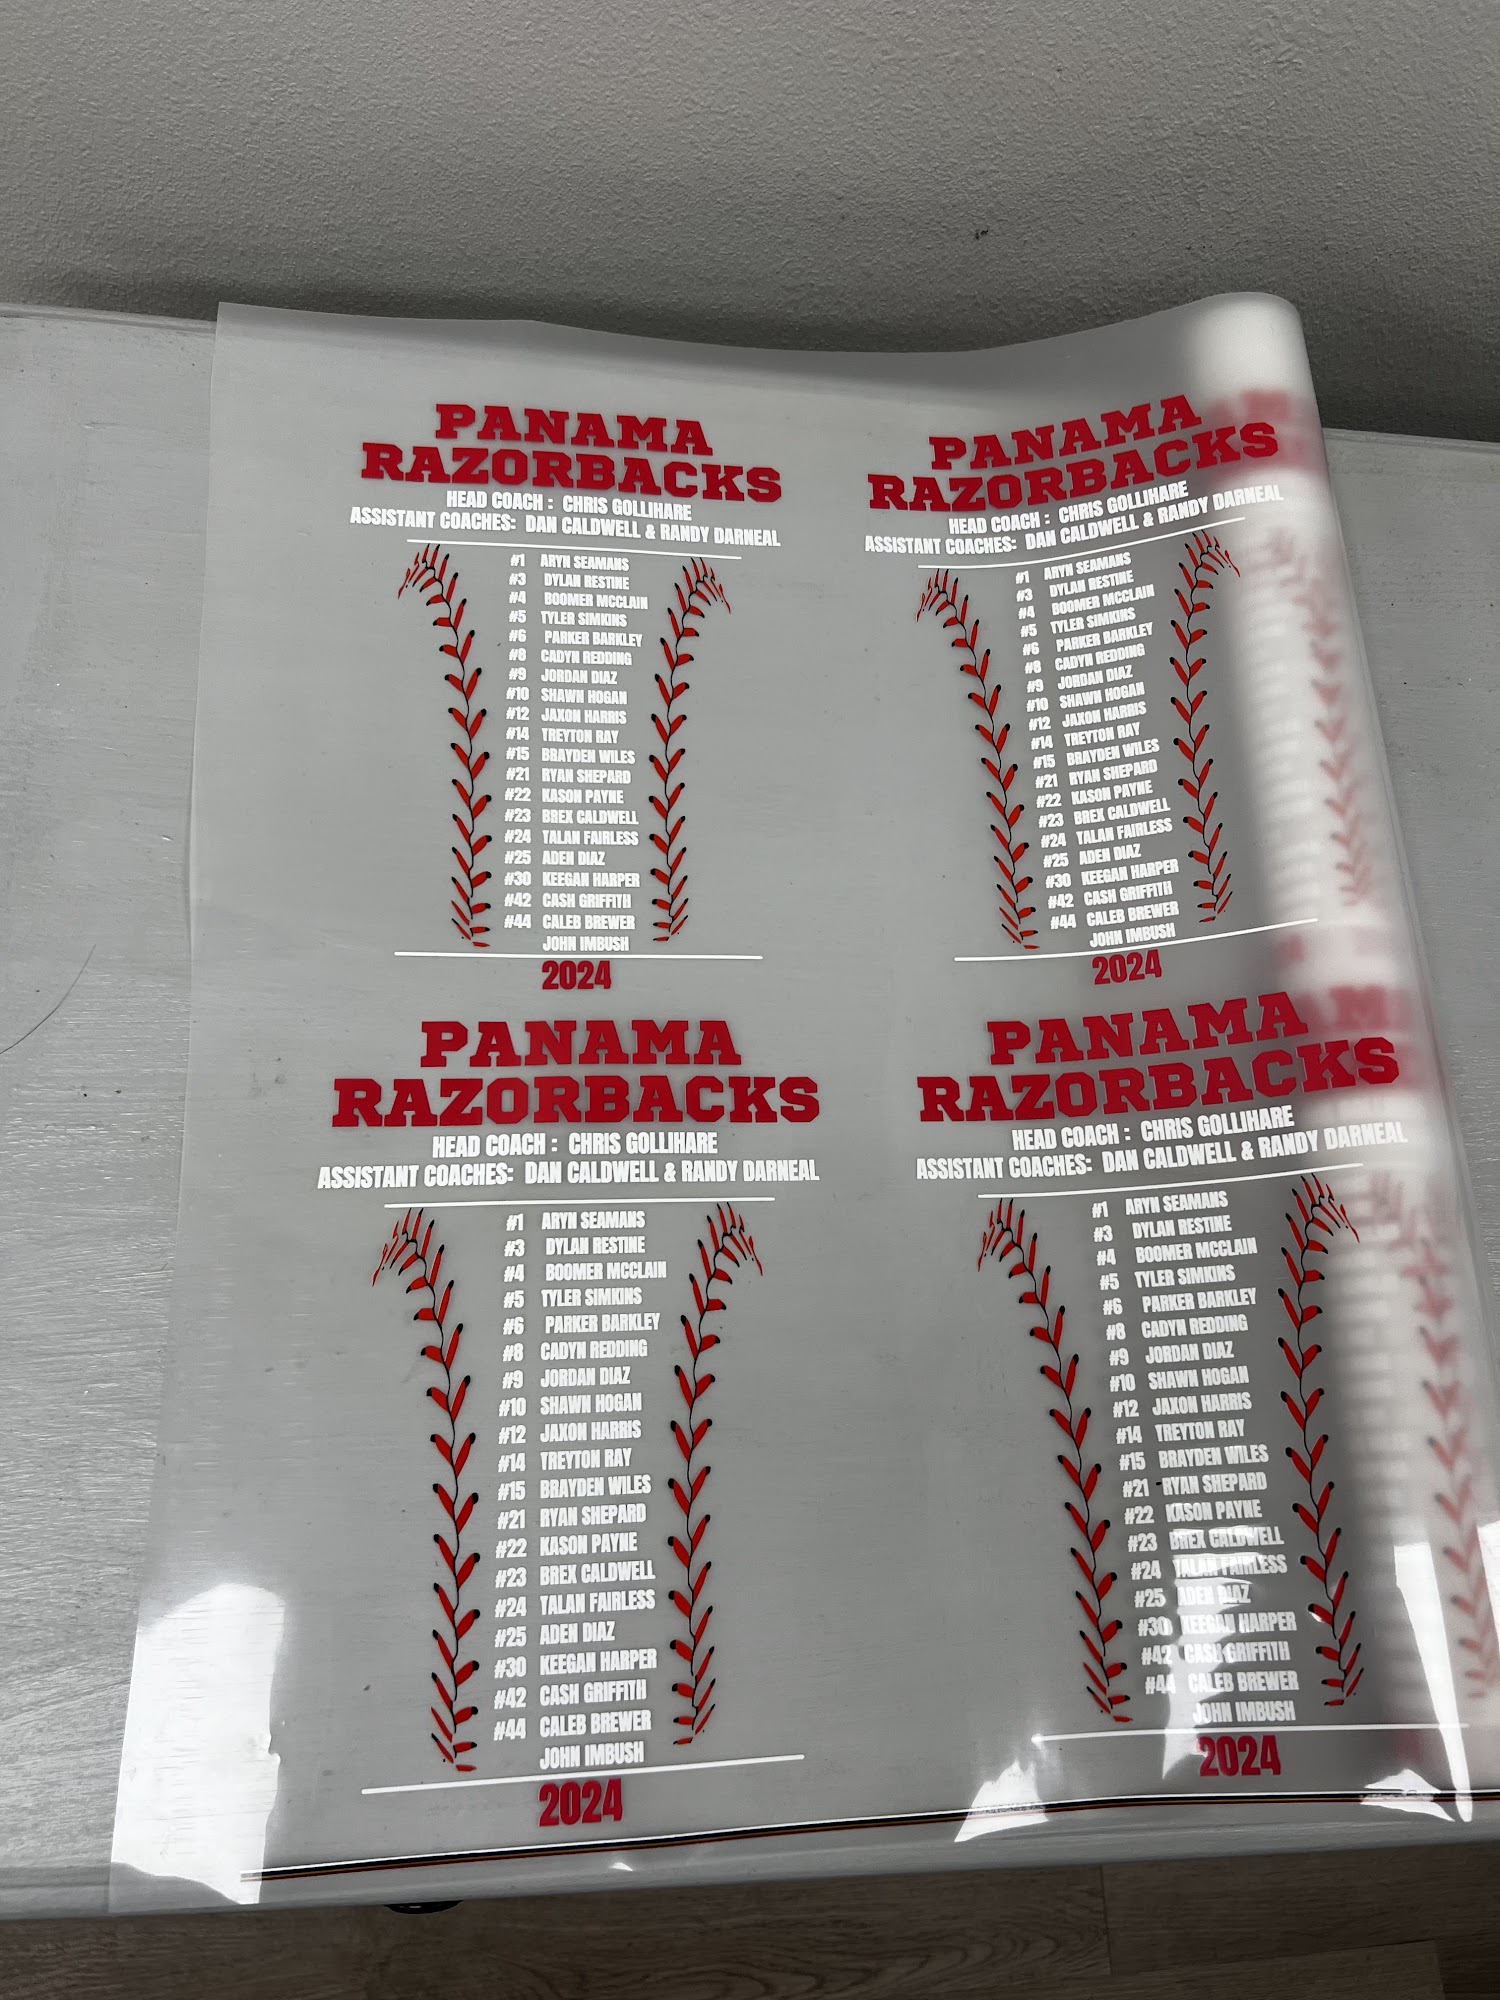 PANAMA
RAZORBACKS
HEAD COACH : CHRIS GOLLIHARE
ASSISTANT COACHES: DAN CALDWELL & RANDY DARNEAL
#1 ARYN SEAMANS
#3 DYLAN RESTINE
#4 BOOMER MCCLAIN
#5 TYLER SIMKINS
#6 PARKER BARKLEY
#8 CADYN REDDING
#9 JORDAN DIAZ
#10 SHAWN HOGAN
#12 JAXON HARRIS
#14 TREYTON RAY
#15 BRAYDEN WILES
#21 RYAN SHEPARD
#22 KASON PAYNE
#23 BREX CALDWELL
#24 TALAN FAIRLESS
#25 ADEN DIAZ
#30 KEEGAN HARPER
#42 CASH GRIFFITH
#44 CALEB BREWER
JOHN IMBUSH
2024
PANAMA
RAZORBACKS
HEAD COACH : CHRIS GOLLIHARE
ASSISTANT COACHES: DAN CALDWELL & RANDY DARNEAL
#1 ARYN SEAMANS
#3 DYLAN RESTINE
#4 BOOMER MCCLAIN
#5 TYLER SIMKINS
#6 PARKER BARKLEY
#8 CADYN REDDING
#9 JORDAN DIAZ
#10 SHAWN HOGAN
#12 JAXON HARRIS
#14 TREYTON RAY
#15 BRAYDEN WILES
#21 RYAN SHEPARD
#22 KASON PAYNE
#23 BREX CALDWELL
#24 TALAN FAIRLESS
#25 ADEN DIAZ
#30 KEEGAN HARPER
#42 CASH GRIFFITH
#44 CALEB BREWER
JOHN IMBUSH
2024
PANAMA
RAZORBACKS
HEAD COACH : CHRIS GOLLIHARE
ASSISTANT COACHES: DAN CALDWELL & RANDY DARNEAL
#1 ARYN SEAMANS
#3 DYLAN RESTINE
#4 BOOMER MCCLAIN
#5 TYLER SIMKINS
#6 PARKER BARKLEY
#8 CADYN REDDING
#9 JORDAN DIAZ
#10 SHAWN HOGAN
#12 JAXON HARRIS
#14 TREYTON RAY
#15 BRAYDEN WILES
#21 RYAN SHEPARD
#22 KASON PAYNE
#23 BREX CALDWELL
#24 TALAN FAIRLESS
#25 ADEN DIAZ
#30 KEEGAN HARPER
#42 CASH GRIFFITH
#44 CALEB BREWER
JOHN IMBUSH
2024
PANAMA
RAZORBACKS
HEAD COACH : CHRIS GOLLIHARE
ASSISTANT COACHES: DAN CALDWELL & RANDY DARNEAL
#1 ARYN SEAMANS
#3 DYLAN RESTINE
#4 BOOMER MCCLAIN
#5 TYLER SIMKINS
#6 PARKER BARKLEY
#8 CADYN REDDING
#9 JORDAN DIAZ
#10 SHAWN HOGAN
#12 JAXON HARRIS
#14 TREYTON RAY
#15 BRAYDEN WILES
#21 RYAN SHEPARD
#22 KASON PAYNE
#23 BREX CALDWELL
#24 TALAN FAIRLESS
#25 ADEN DIAZ
#30 KEEGAN HARPER
#42 CASH GRIFFITH
#44 CALEB BREWER
JOHN IMBUSH
2024